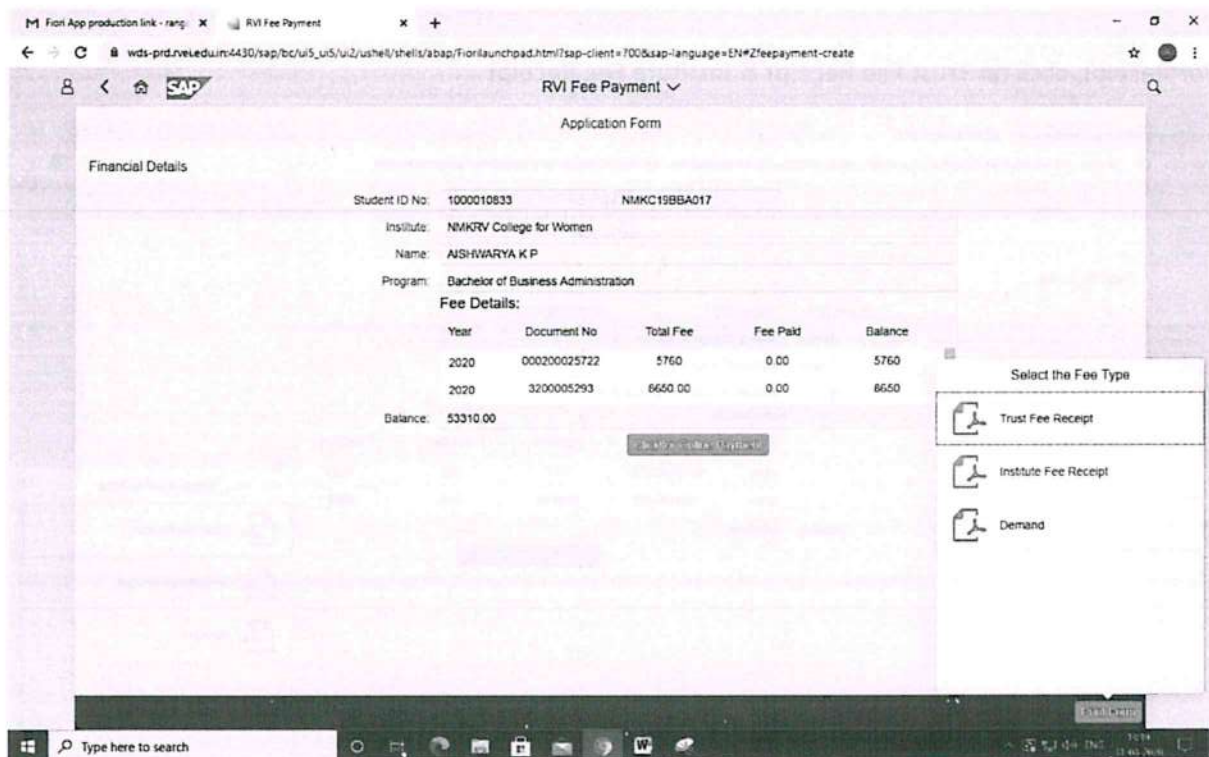 Fiori App production link - rang
RVI Fee Payment
wds-prd.rvei.edu.in:4430/sap/bc/ui5_ui5/ui2/ushell/shells/abap/Fiorilaunchpad.html?sap-client=700&sap-language=EN#Zfeepayment-create
SAP
RVI Fee Payment
Application Form
Financial Details
Student ID No: 1000010833 NMKC19BBA017
Institute: NMKRV College for Women
Name: AISHWARYA K P
Program: Bachelor of Business Administration
Fee Details:
Year Document No Total Fee Fee Paid Balance
2020 000200025722 5760 0.00 5760
2020 3200005293 6650.00 0.00 6650
Balance: 53310.00
Select the Fee Type
Trust Fee Receipt
Institute Fee Receipt
Demand
Type here to search
ENG